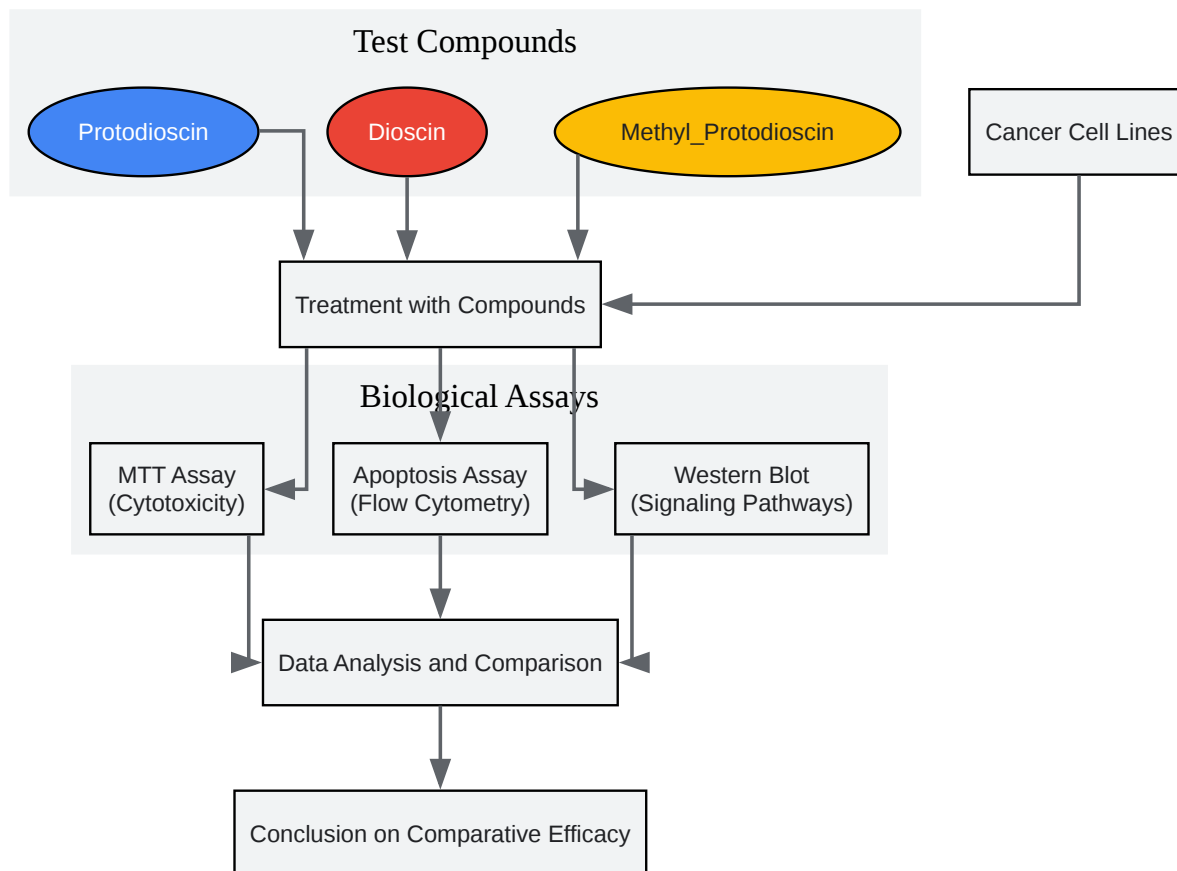 Test Compounds
Protodioscin
Dioscin
Methyl_Protodioscin
Cancer Cell Lines
Treatment with Compounds
Biological Assays
MTT Assay
(Cytotoxicity)
Apoptosis Assay
(Flow Cytometry)
Western Blot
(Signaling Pathways)
Data Analysis and Comparison
Conclusion on Comparative Efficacy